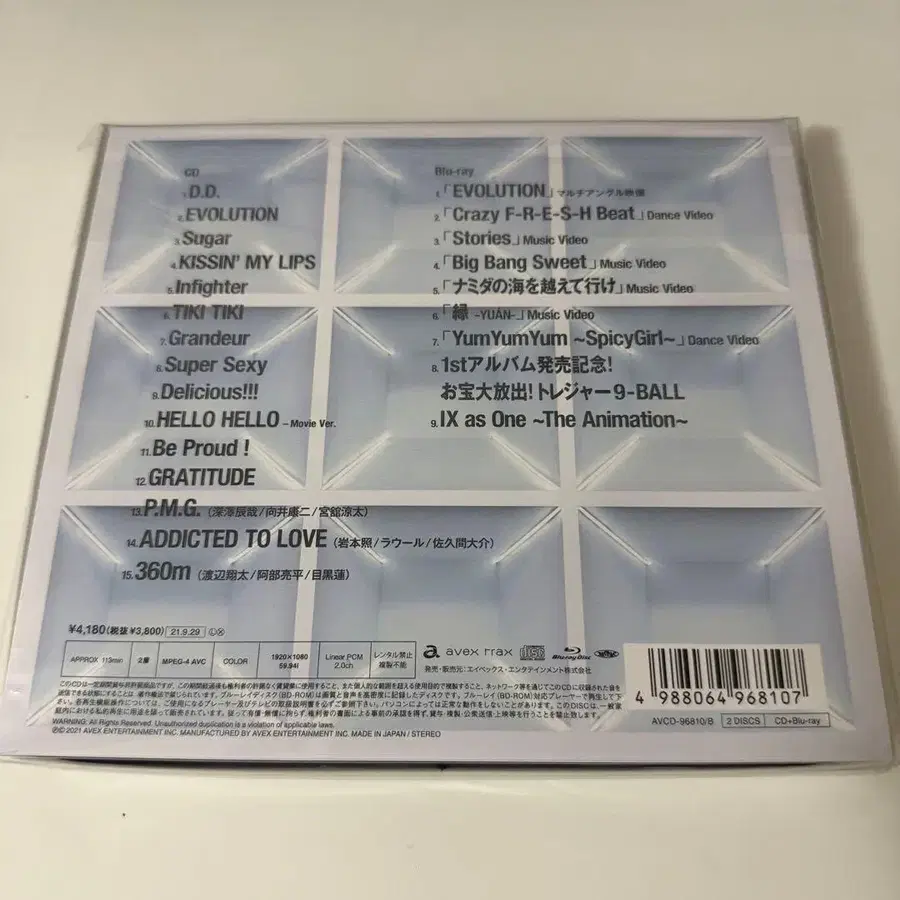 CD
1.D.D.
2.EVOLUTION
3.Sugar
4.KISSIN' MY LIPS
5.Infighter
6.TIKI TIKI
7.Grandeur
8.Super Sexy
9.Delicious!!!
10.HELLO HELLO –Movie Ver.
11.Be Proud !
12.GRATITUDE
13.P.M.G. (深澤辰哉/向井康二/宮舘涼太)
14.ADDICTED TO LOVE (岩本照/ラウール/佐久間大介)
15.360m (渡辺翔太/阿部亮平/目黒蓮)
Blu-ray
1.「EVOLUTION」マルチアングル映像
2.「Crazy F-R-E-S-H Beat」Dance Video
3.「Stories」Music Video
4.「Big Bang Sweet」Music Video
5.「ナミダの海を越えて行け」Music Video
6.「縁 -YUÁN-」Music Video
7.「YumYumYum ~SpicyGirl~」Dance Video
8.1stアルバム発売記念!
お宝大放出!トレジャー9-BALL
9.IX as One ~The Animation~
¥4,180(税抜¥3,800) 21.9.29 Ⓛ Ⓧ
APPROX 113min 2層 MPEG-4 AVC COLOR 1920×1080 59.94i Linear PCM 2.0ch レンタル禁止 複製不能
avex trax
発売・販売元:エイベックス・エンタテインメント株式会社
WARNING: All Rights Reserved. Unauthorized duplication is a violation of applicable laws.
ⓅⒸ 2021 AVEX ENTERTAINMENT INC. MANUFACTURED BY AVEX ENTERTAINMENT INC. MADE IN JAPAN / STEREO
4 988064 968107
AVCD-96810/B 2 DISCS CD+Blu-ray